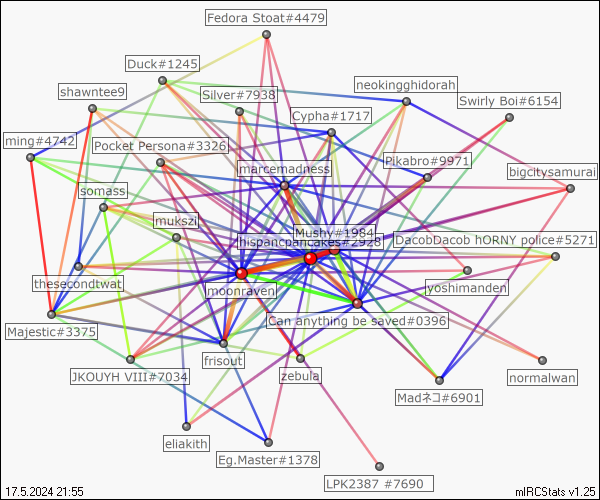 Fedora Stoat#4479
Duck#1245
neokingghidorah
shawntee9
Silver#7938
Swirly Boi#6154
Cypha#1717
ming#4742
Pocket Persona#3326
Pikabro#9971
marcemadness
bigcitysamurai
somass
mukszi
Mushy#1984
hispancpancakes#2928
DacobDacob hORNY police#5271
thesecondtwat
moonraven
yoshimanden
Can anything be saved#0396
Majestic#3375
frisout
JKOUYH VIII#7034
zebula
normalwan
Madネコ#6901
eliakith
Eg.Master#1378
LPK2387 #7690
17.5.2024 21:55
mIRCStats v1.25